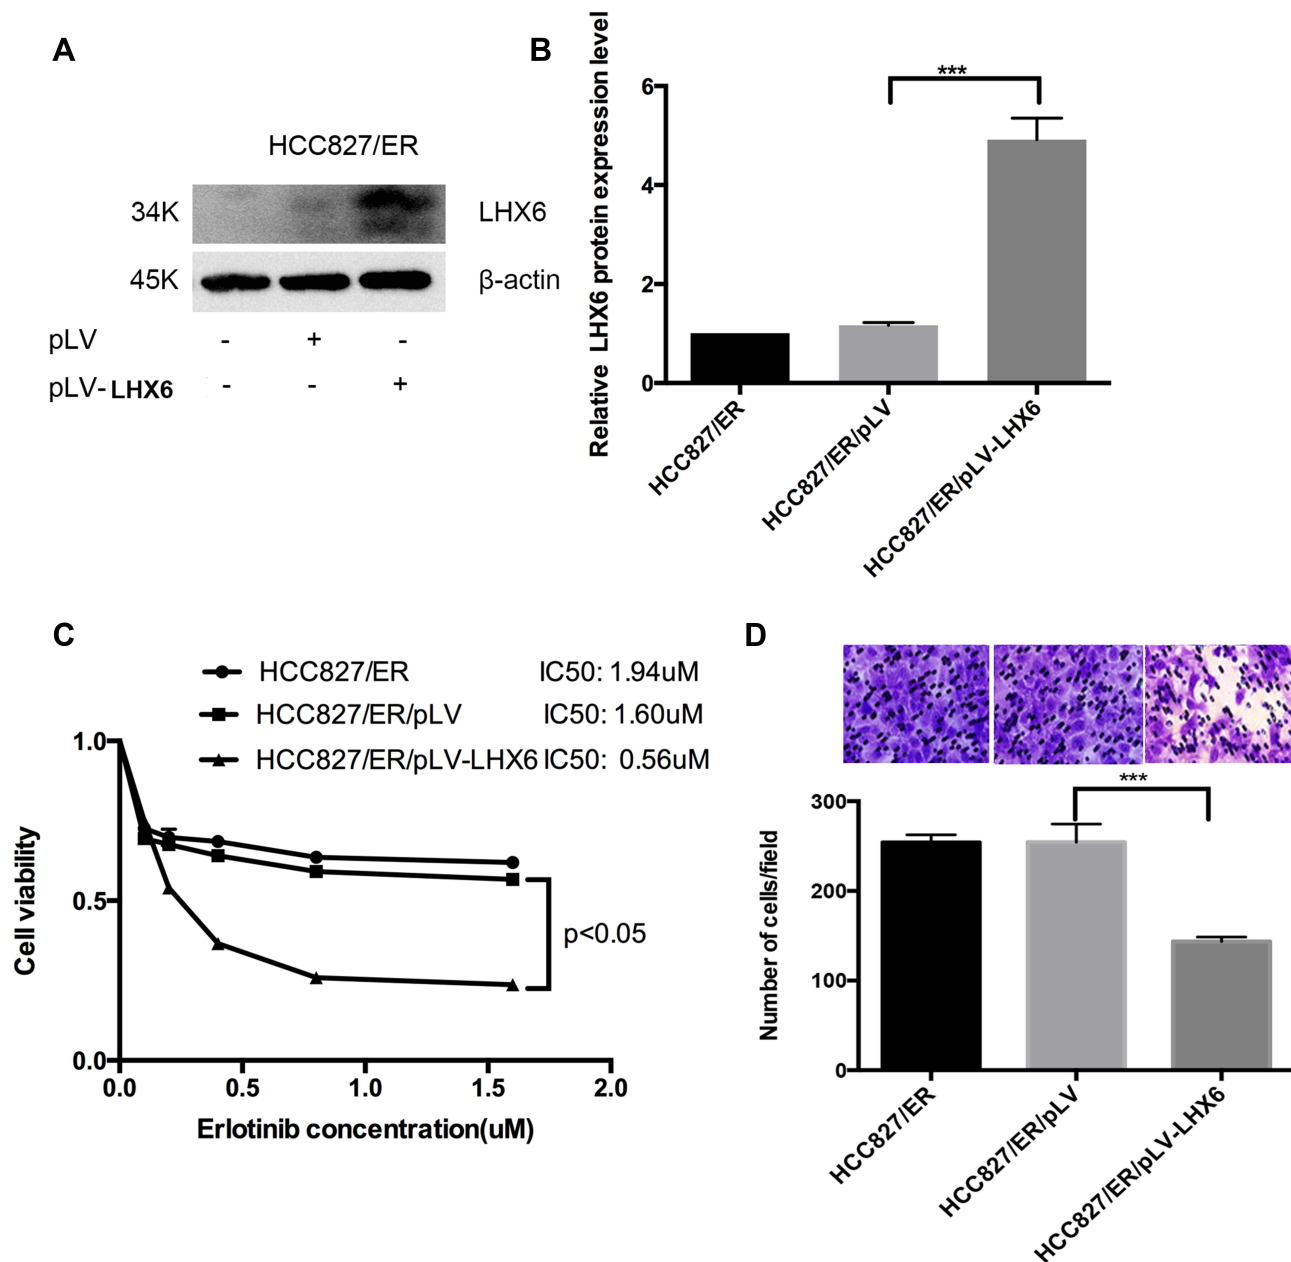 A
HCC827/ER
34K
LHX6
45K
β-actin
pLV - + -
pLV-LHX6 - - +
B
Relative LHX6 protein expression level
***
6
4
2
0
HCC827/ER
HCC827/ER/pLV
HCC827/ER/pLV-LHX6
C
HCC827/ER IC50: 1.94uM
HCC827/ER/pLV IC50: 1.60uM
HCC827/ER/pLV-LHX6 IC50: 0.56uM
Cell viability
1.0
0.5
0.0
p<0.05
0.0 0.5 1.0 1.5 2.0
Erlotinib concentration(uM)
D
***
Number of cells/field
300
200
100
0
HCC827/ER
HCC827/ER/pLV
HCC827/ER/pLV-LHX6